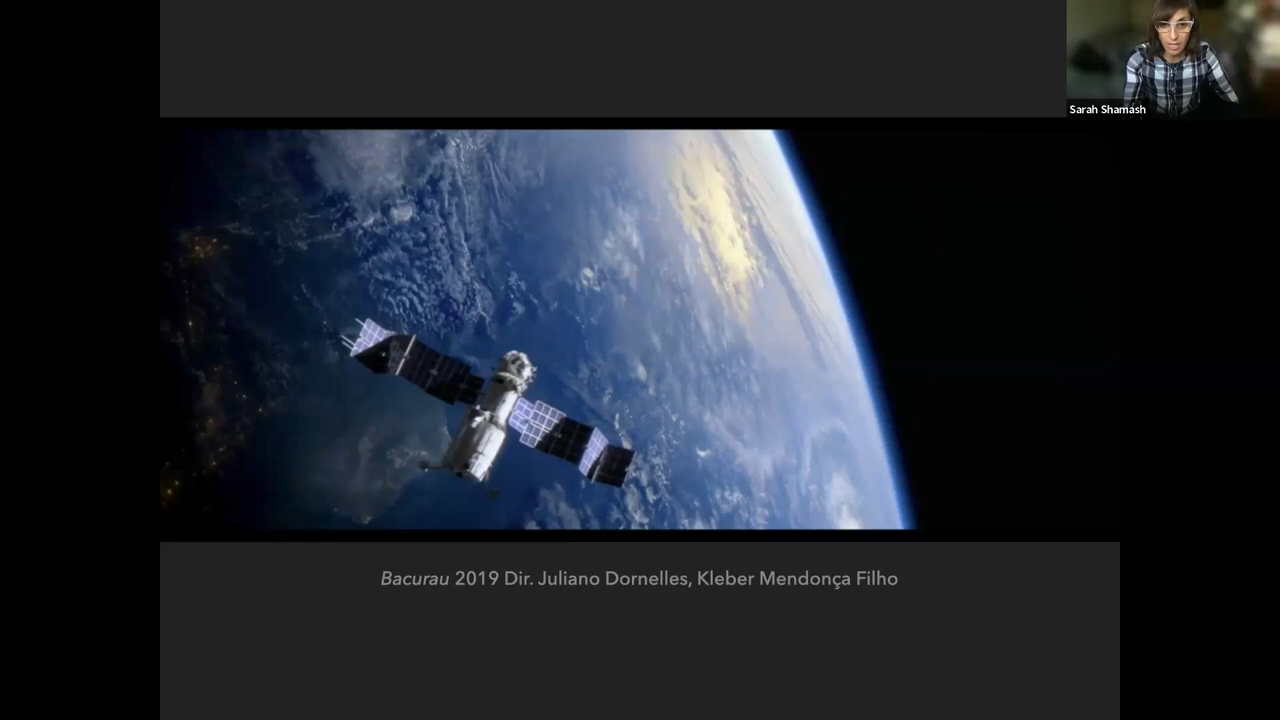 Sarah Shamash
Bacurau 2019 Dir. Juliano Dornelles, Kleber Mendonça Filho